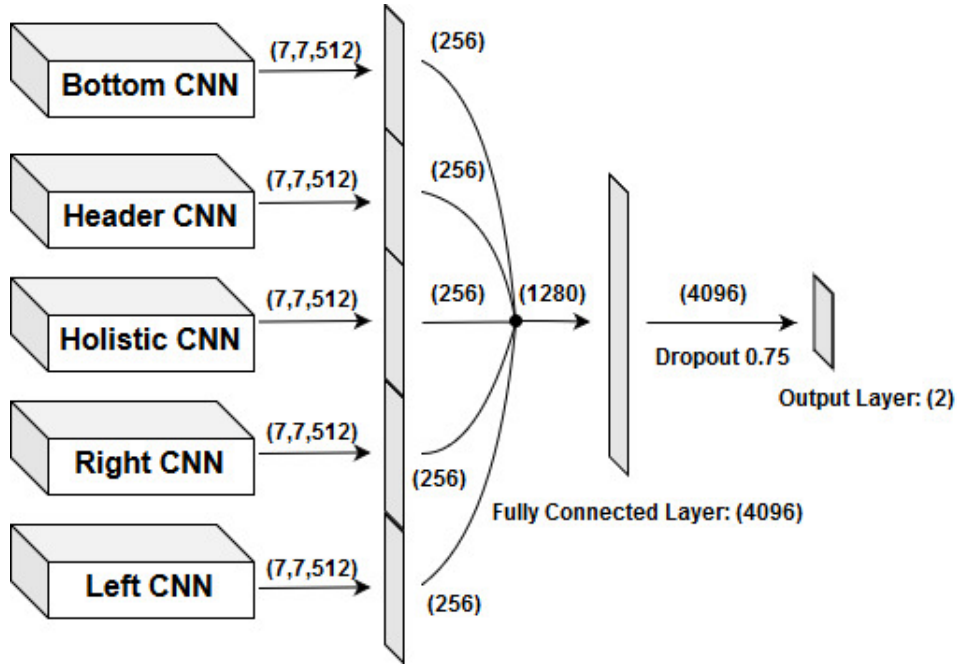 (7,7,512)
(256)
Bottom CNN
(7,7,512)
(256)
Header CNN
(7,7,512)
(256)
(1280)
(4096)
Holistic CNN
Dropout 0.75
Output Layer: (2)
(7,7,512)
Right CNN
(256)
Fully Connected Layer: (4096)
(7,7,512)
Left CNN
(256)